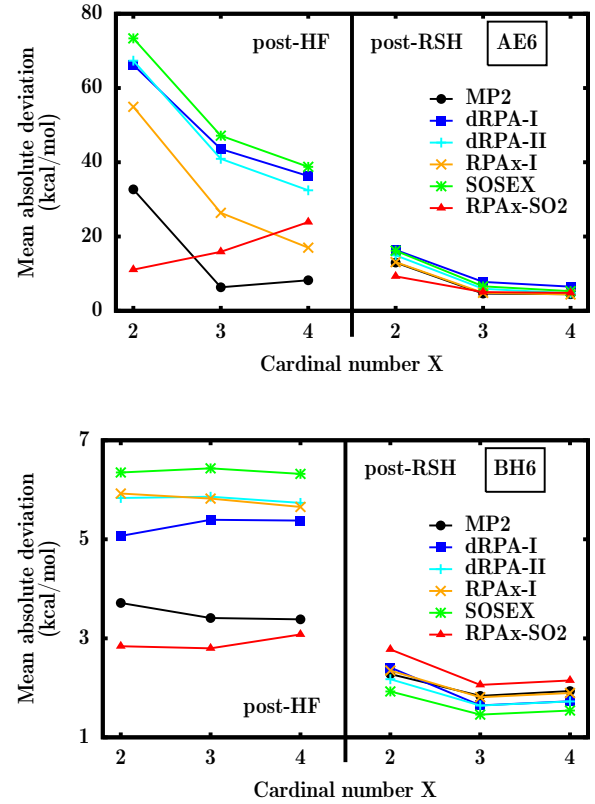 80
60
40
20
0
Mean absolute deviation
(kcal/mol)
post-HF
post-RSH
AE6
MP2
dRPA-I
dRPA-II
RPAx-I
SOSEX
RPAx-SO2
2 3 4 2 3 4
Cardinal number X
7
5
3
1
Mean absolute deviation
(kcal/mol)
post-RSH
BH6
MP2
dRPA-I
dRPA-II
RPAx-I
SOSEX
RPAx-SO2
post-HF
2 3 4 2 3 4
Cardinal number X